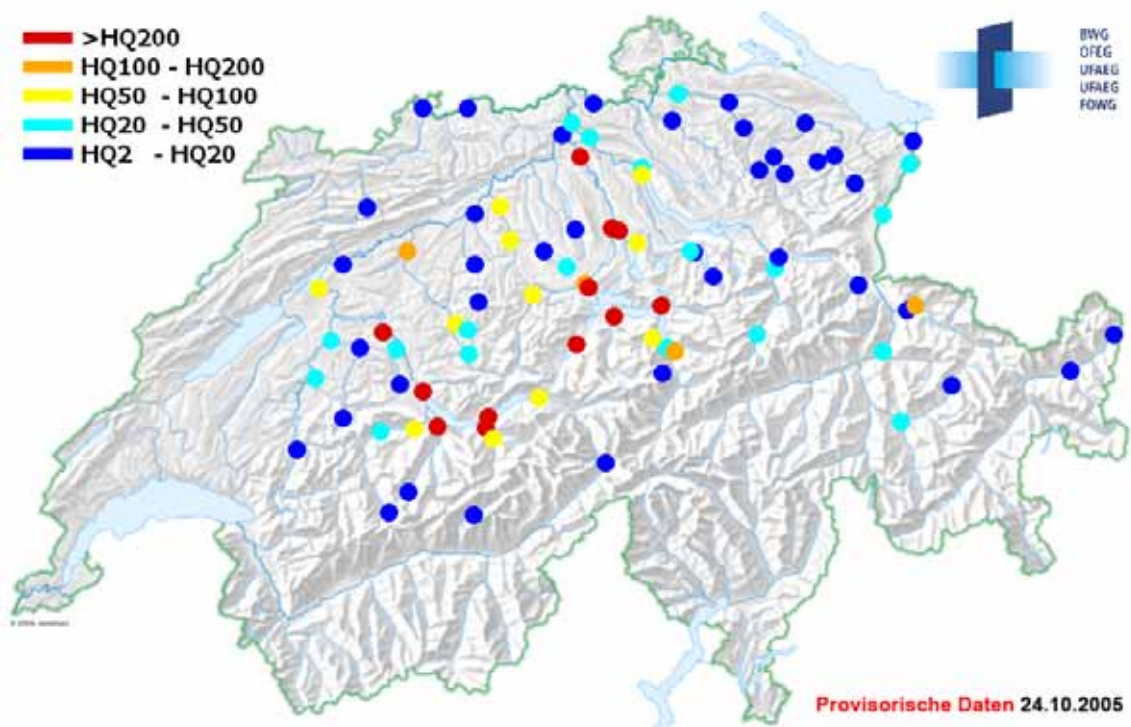 >HQ200
HQ100 - HQ200
HQ50 - HQ100
HQ20 - HQ50
HQ2 - HQ20
BWG
OFEG
UFAEG
UFAEG
FOWG
Provisorische Daten 24.10.2005